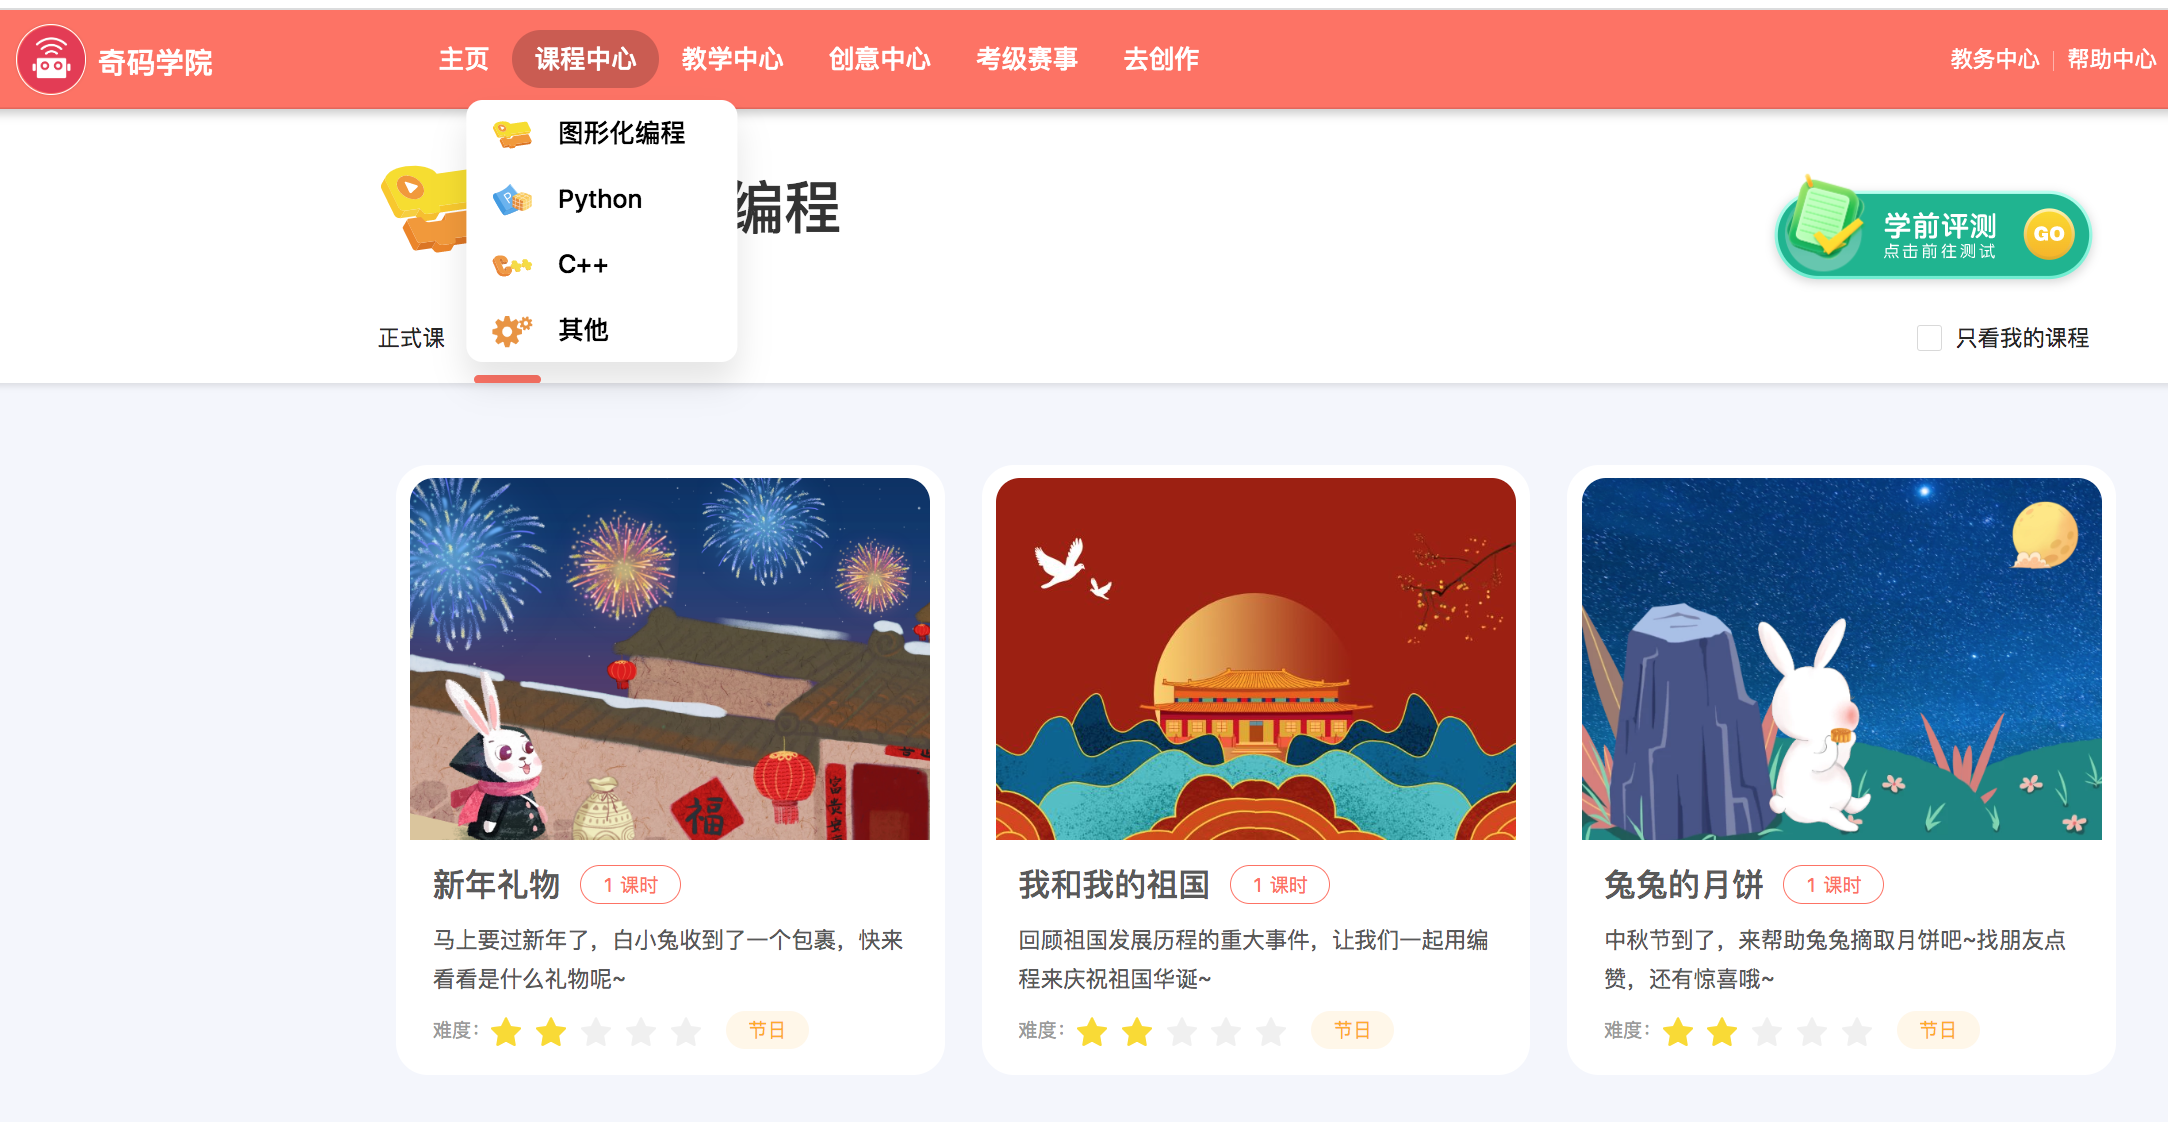 奇码学院
主页 课程中心 教学中心 创意中心 考级赛事 去创作
教务中心 帮助中心
图形化编程
Python
C++
其他
编程
学前评测
点击前往测试
GO
正式课
只看我的课程
福
富贵安
新年礼物 1 课时
马上要过新年了，白小兔收到了一个包裹，快来
看看是什么礼物呢~
难度： 节日
我和我的祖国 1 课时
回顾祖国发展历程的重大事件，让我们一起用编
程来庆祝祖国华诞~
难度： 节日
兔兔的月饼 1 课时
中秋节到了，来帮助兔兔摘取月饼吧~找朋友点
赞，还有惊喜哦~
难度： 节日